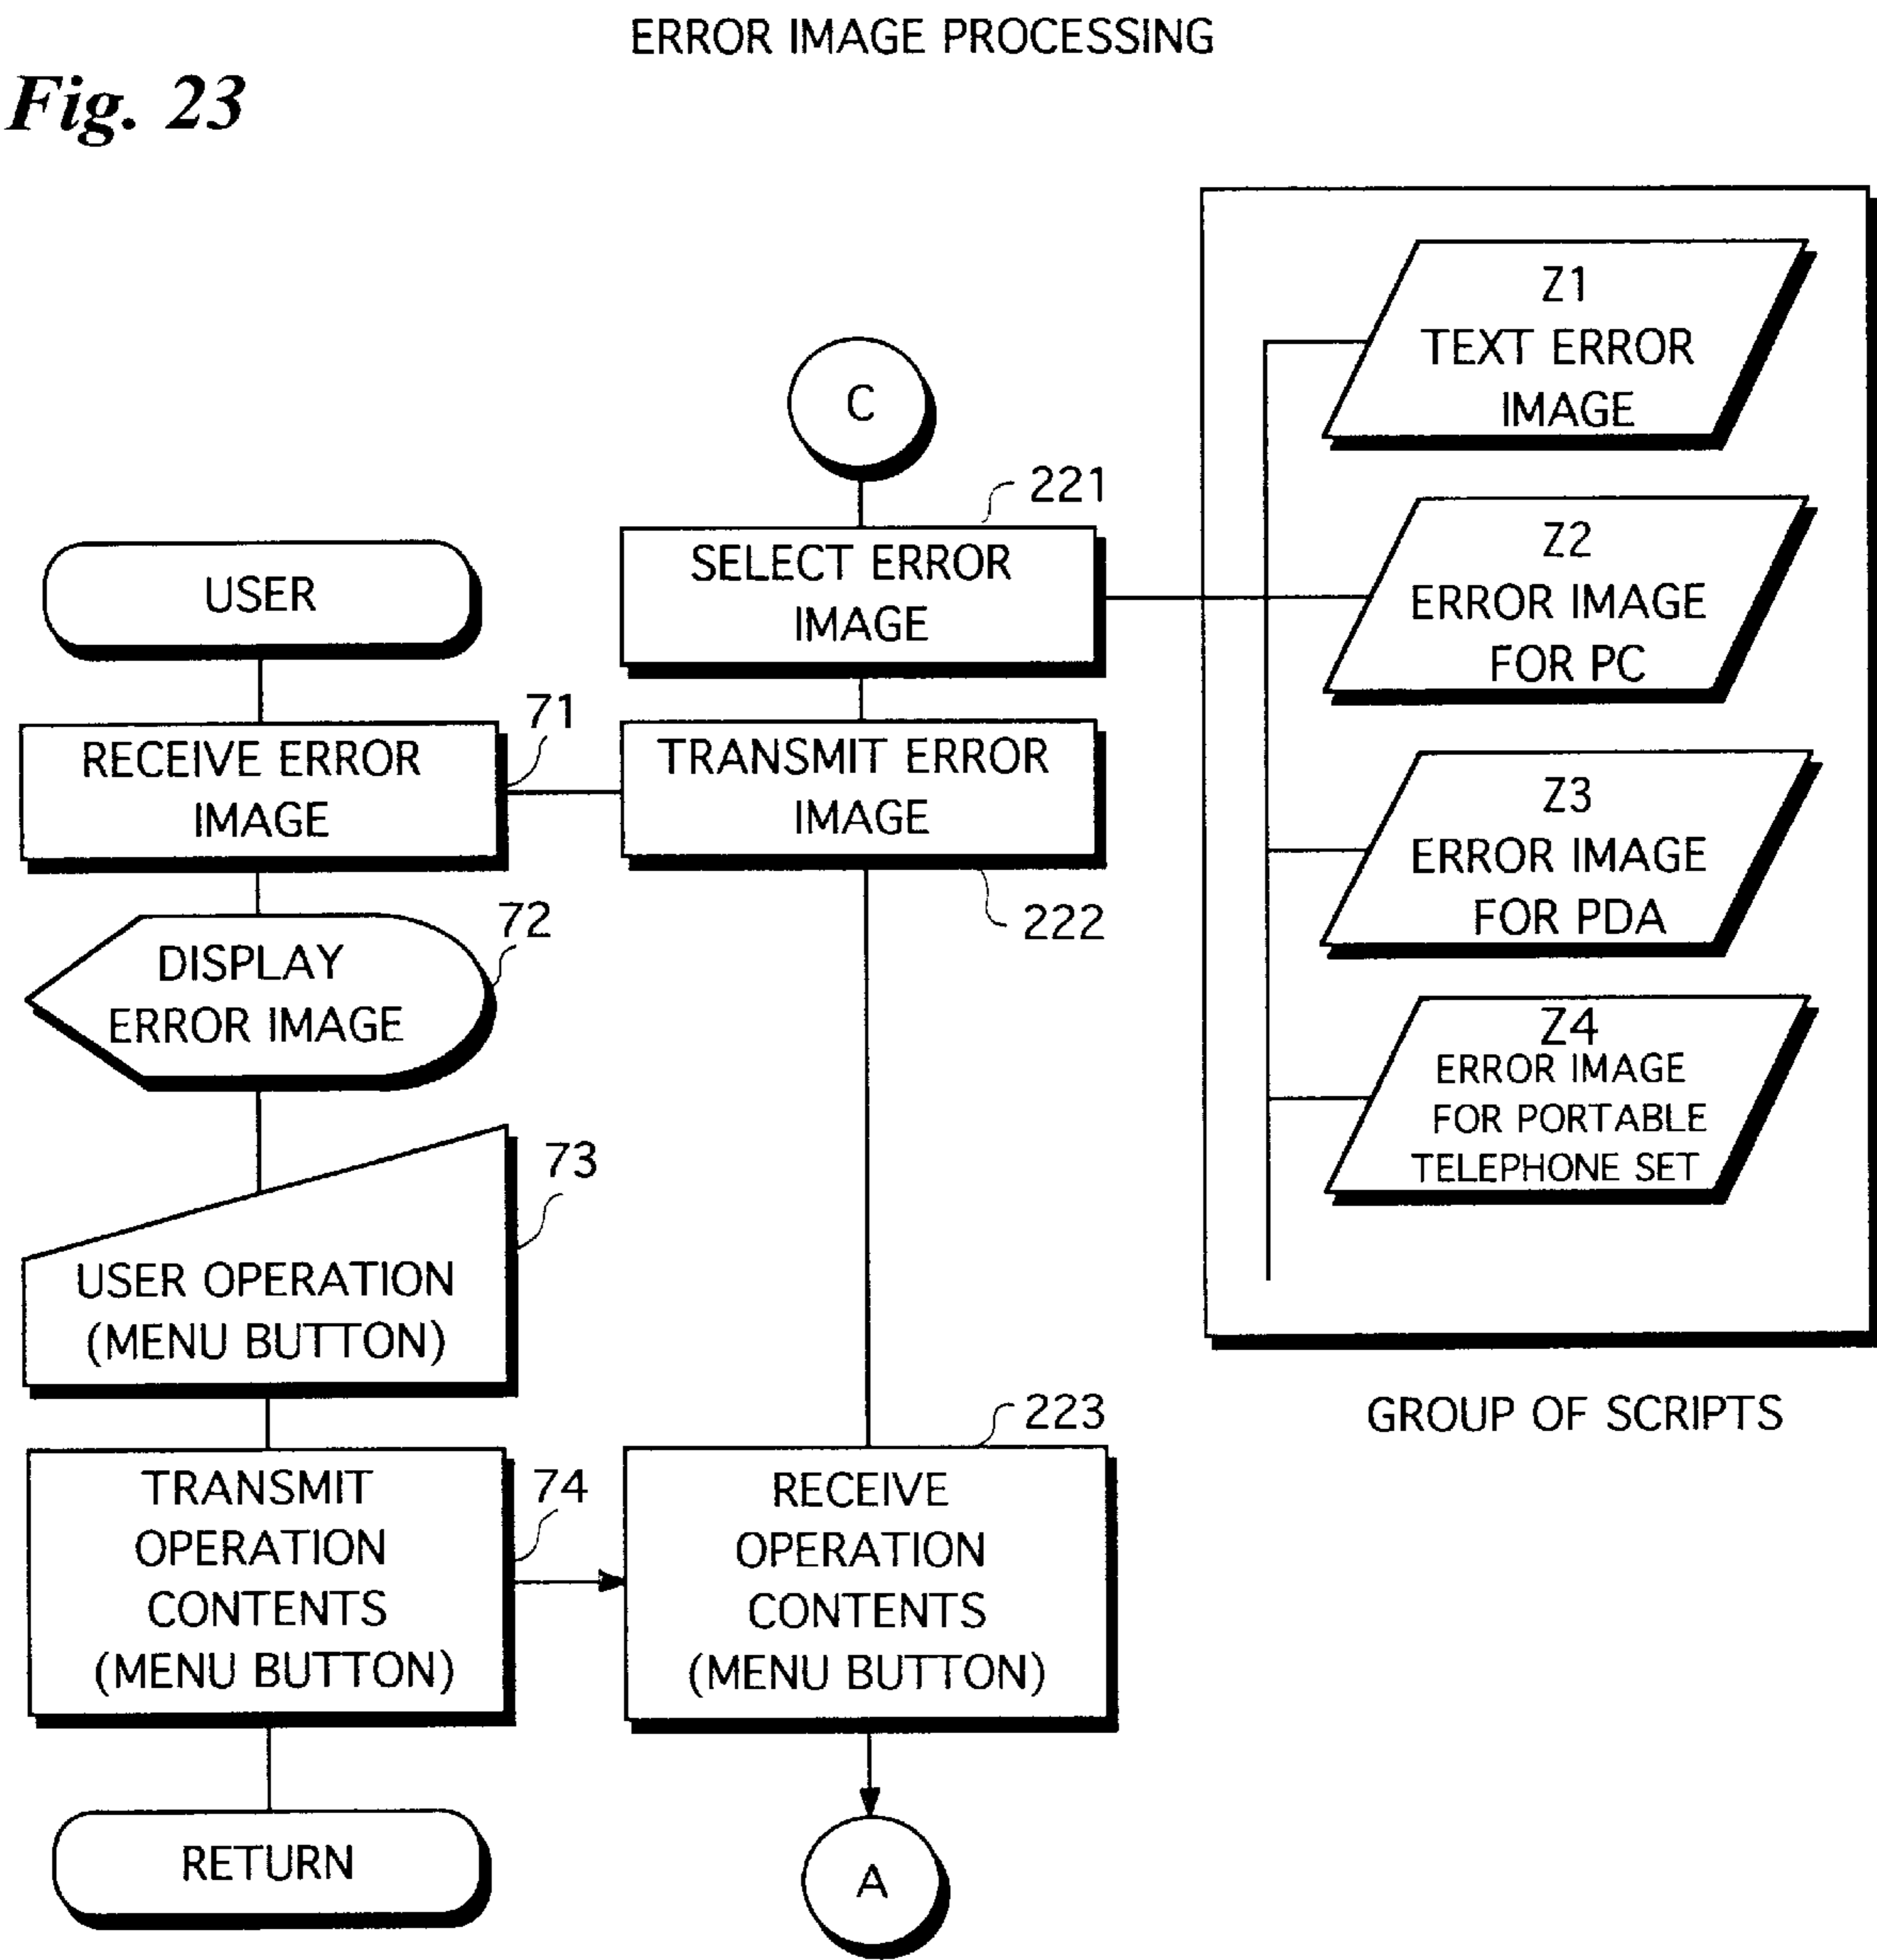 ERROR IMAGE PROCESSING
Fig. 23
USER
71
RECEIVE ERROR
IMAGE
72
DISPLAY
ERROR IMAGE
73
USER OPERATION
(MENU BUTTON)
74
TRANSMIT
OPERATION
CONTENTS
(MENU BUTTON)
RETURN
C
221
SELECT ERROR
IMAGE
TRANSMIT ERROR
IMAGE
222
223
RECEIVE
OPERATION
CONTENTS
(MENU BUTTON)
A
Z1
TEXT ERROR
IMAGE
Z2
ERROR IMAGE
FOR PC
Z3
ERROR IMAGE
FOR PDA
Z4
ERROR IMAGE
FOR PORTABLE
TELEPHONE SET
GROUP OF SCRIPTS